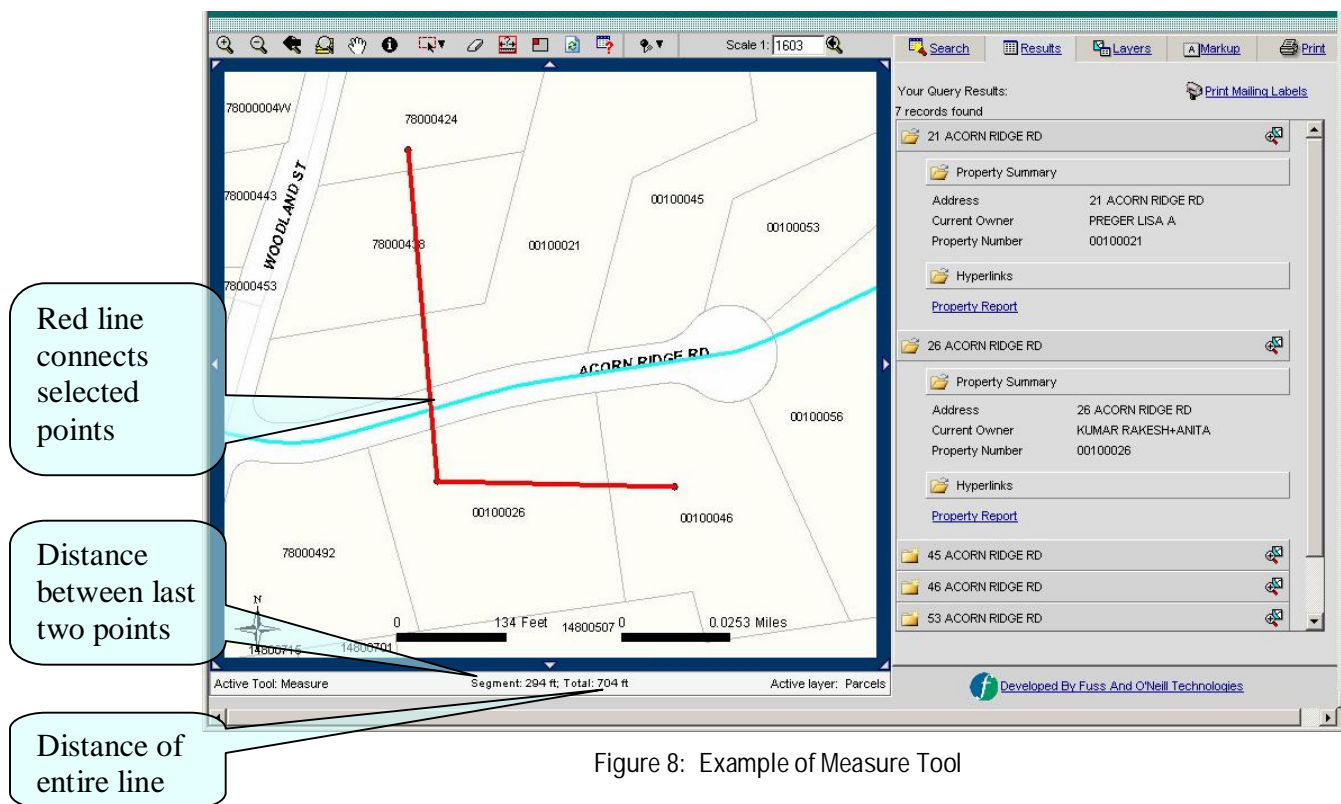 Scale 1: 1603
Search Results Layers A Markup Print
Your Query Results:
Print Mailing Labels
7 records found
21 ACORN RIDGE RD
Property Summary
Address 21 ACORN RIDGE RD
Current Owner PREGER LISA A
Property Number 00100021
Hyperlinks
Property Report
26 ACORN RIDGE RD
Property Summary
Address 26 ACORN RIDGE RD
Current Owner KUMAR RAKESH+ANITA
Property Number 00100026
Hyperlinks
Property Report
45 ACORN RIDGE RD
46 ACORN RIDGE RD
53 ACORN RIDGE RD
Developed By Fuss And O'Neill Technologies
78000004W
78000424
78000443
WOODLAND ST
78000438
00100021
00100045
00100053
78000453
ACORN RIDGE RD
00100056
00100026
00100046
78000492
N
0 134 Feet
14800507
0 0.0253 Miles
14800715
14800701
Active Tool: Measure
Segment: 294 ft; Total: 704 ft
Active layer: Parcels
Red line
connects
selected
points
Distance
between last
two points
Distance of
entire line
Figure 8: Example of Measure Tool